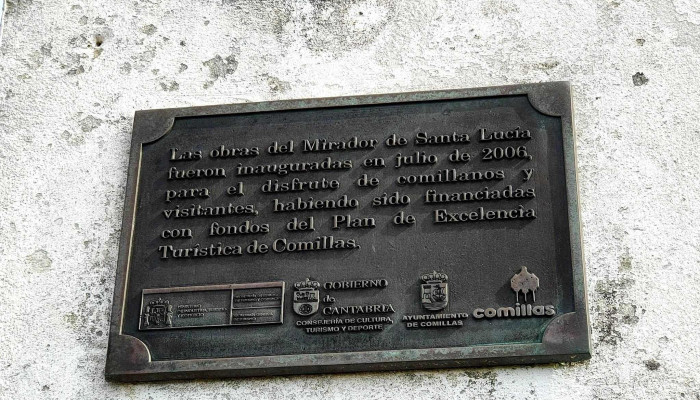 Las obras del Mirador de Santa Lucía
fueron inauguradas en julio de 2006,
para el disfrute de comillanos y
visitantes, habiendo sido financiadas
con fondos del Plan de Excelencia
Turística de Comillas.
GOBIERNO
de
CANTABRIA
CONSEJERÍA DE CULTURA,
TURISMO Y DEPORTE
AYUNTAMIENTO
DE COMILLAS
comillas